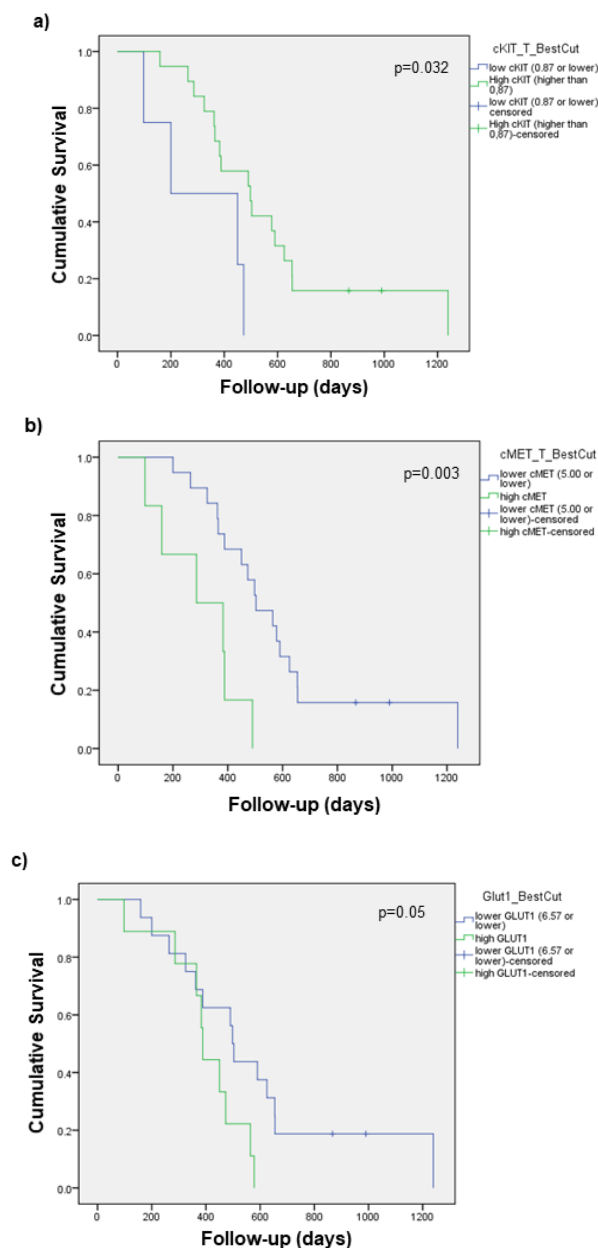 a)
cKIT_T_BestCut
p=0.032
low cKIT (0.87 or lower)
High cKIT (higher than
0,87)
low cKIT (0.87 or lower)
censored
High cKIT (higher than
0,87)-censored
1.0
0.8
0.6
0.4
0.2
0.0
Cumulative Survival
0 200 400 600 800 1000 1200
Follow-up (days)
b)
cMET_T_BestCut
p=0.003
lower cMET (5.00 or
lower)
high cMET
lower cMET (5.00 or
lower)-censored
high cMET-censored
1.0
0.8
0.6
0.4
0.2
0.0
Cumulative Survival
0 200 400 600 800 1000 1200
Follow-up (days)
c)
Glut1_BestCut
p=0.05
lower GLUT1 (6.57 or
lower)
high GLUT1
lower GLUT1 (6.57 or
lower)-censored
high GLUT1-censored
1.0
0.8
0.6
0.4
0.2
0.0
Cumulative Survival
0 200 400 600 800 1000 1200
Follow-up (days)